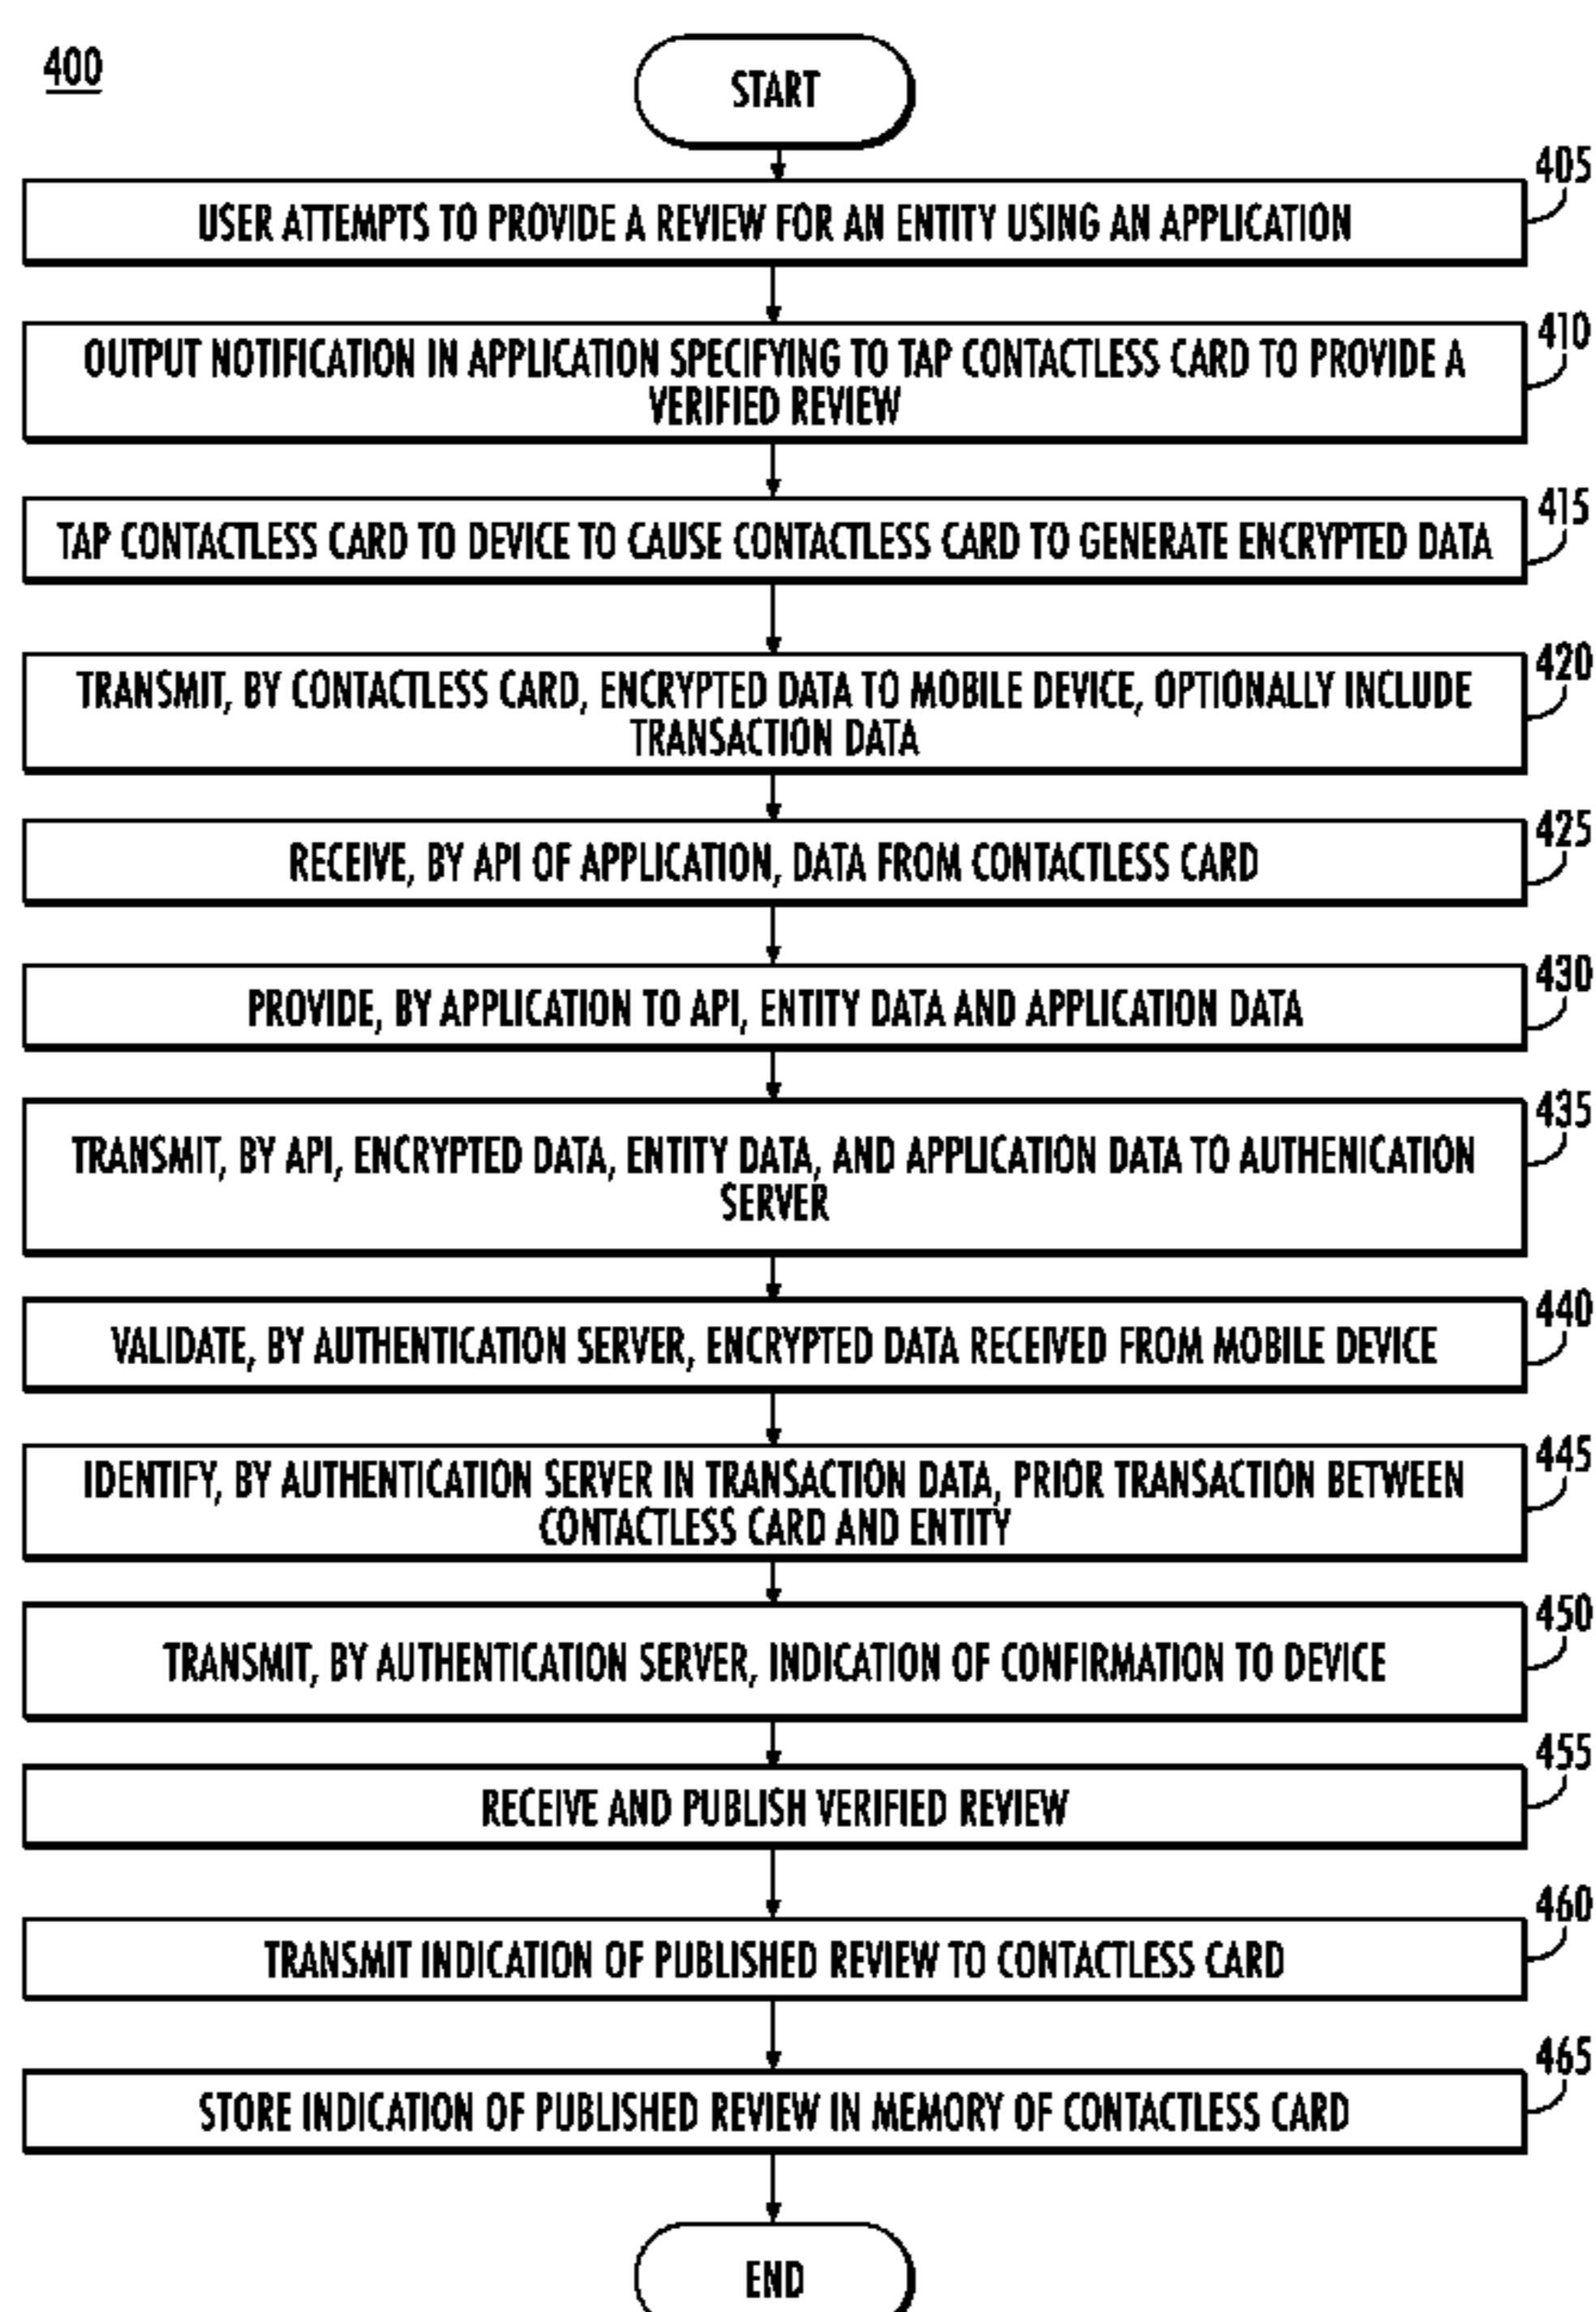 400
START
405
USER ATTEMPTS TO PROVIDE A REVIEW FOR AN ENTITY USING AN APPLICATION
410
OUTPUT NOTIFICATION IN APPLICATION SPECIFYING TO TAP CONTACTLESS CARD TO PROVIDE A
VERIFIED REVIEW
415
TAP CONTACTLESS CARD TO DEVICE TO CAUSE CONTACTLESS CARD TO GENERATE ENCRYPTED DATA
420
TRANSMIT, BY CONTACTLESS CARD, ENCRYPTED DATA TO MOBILE DEVICE, OPTIONALLY INCLUDE
TRANSACTION DATA
425
RECEIVE, BY API OF APPLICATION, DATA FROM CONTACTLESS CARD
430
PROVIDE, BY APPLICATION TO API, ENTITY DATA AND APPLICATION DATA
435
TRANSMIT, BY API, ENCRYPTED DATA, ENTITY DATA, AND APPLICATION DATA TO AUTHENICATION
SERVER
440
VALIDATE, BY AUTHENTICATION SERVER, ENCRYPTED DATA RECEIVED FROM MOBILE DEVICE
445
IDENTIFY, BY AUTHENTICATION SERVER IN TRANSACTION DATA, PRIOR TRANSACTION BETWEEN
CONTACTLESS CARD AND ENTITY
450
TRANSMIT, BY AUTHENTICATION SERVER, INDICATION OF CONFIRMATION TO DEVICE
455
RECEIVE AND PUBLISH VERIFIED REVIEW
460
TRANSMIT INDICATION OF PUBLISHED REVIEW TO CONTACTLESS CARD
465
STORE INDICATION OF PUBLISHED REVIEW IN MEMORY OF CONTACTLESS CARD
END